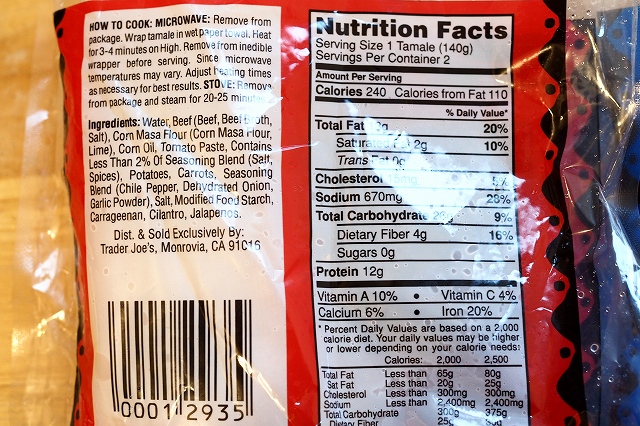 HOW TO COOK: MICROWAVE: Remove from
package. Wrap tamale in wet paper towel. Heat
for 3-4 minutes on High. Remove from inedible
wrapper before serving. Since microwave
temperatures may vary. Adjust heating times
as necessary for best results. STOVE: Remove
from package and steam for 20-25 minutes.
Ingredients: Water, Beef (Beef, Beef Broth,
Salt), Corn Masa Flour (Corn Masa Flour,
Lime), Corn Oil, Tomato Paste, Contains
Less Than 2% Of Seasoning Blend (Salt,
Spices), Potatoes, Carrots, Seasoning
Blend (Chile Pepper, Dehydrated Onion,
Garlic Powder), Salt, Modified Food Starch,
Carrageenan, Cilantro, Jalapenos.
Dist. & Sold Exclusively By:
Trader Joe's, Monrovia, CA 91016
0001 2935
Nutrition Facts
Serving Size 1 Tamale (140g)
Servings Per Container 2
Amount Per Serving
Calories 240 Calories from Fat 110
% Daily Value*
Total Fat 20%
Saturated Fat 2g 10%
Trans Fat 0g
Cholesterol 5%
Sodium 670mg 28%
Total Carbohydrate 9%
Dietary Fiber 4g 16%
Sugars 0g
Protein 12g
Vitamin A 10% • Vitamin C 4%
Calcium 6% • Iron 20%
*Percent Daily Values are based on a 2,000
calorie diet. Your daily values may be higher
or lower depending on your calorie needs:
Calories: 2,000 2,500
Total Fat Less than 65g 80g
Sat Fat Less than 20g 25g
Cholesterol Less than 300mg 300mg
Sodium Less than 2,400mg 2,400mg
Total Carbohydrate 300g 375g
Dietary Fiber 25g